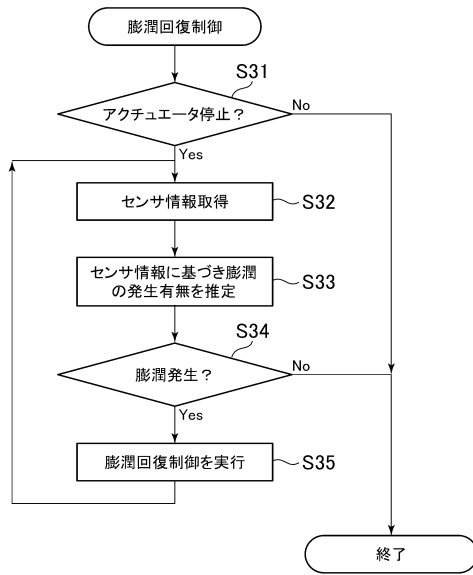 膨潤回復制御
S31
アクチュエータ停止？
No
Yes
センサ情報取得
S32
センサ情報に基づき膨潤
の発生有無を推定
S33
S34
膨潤発生？
No
Yes
膨潤回復制御を実行
S35
終了